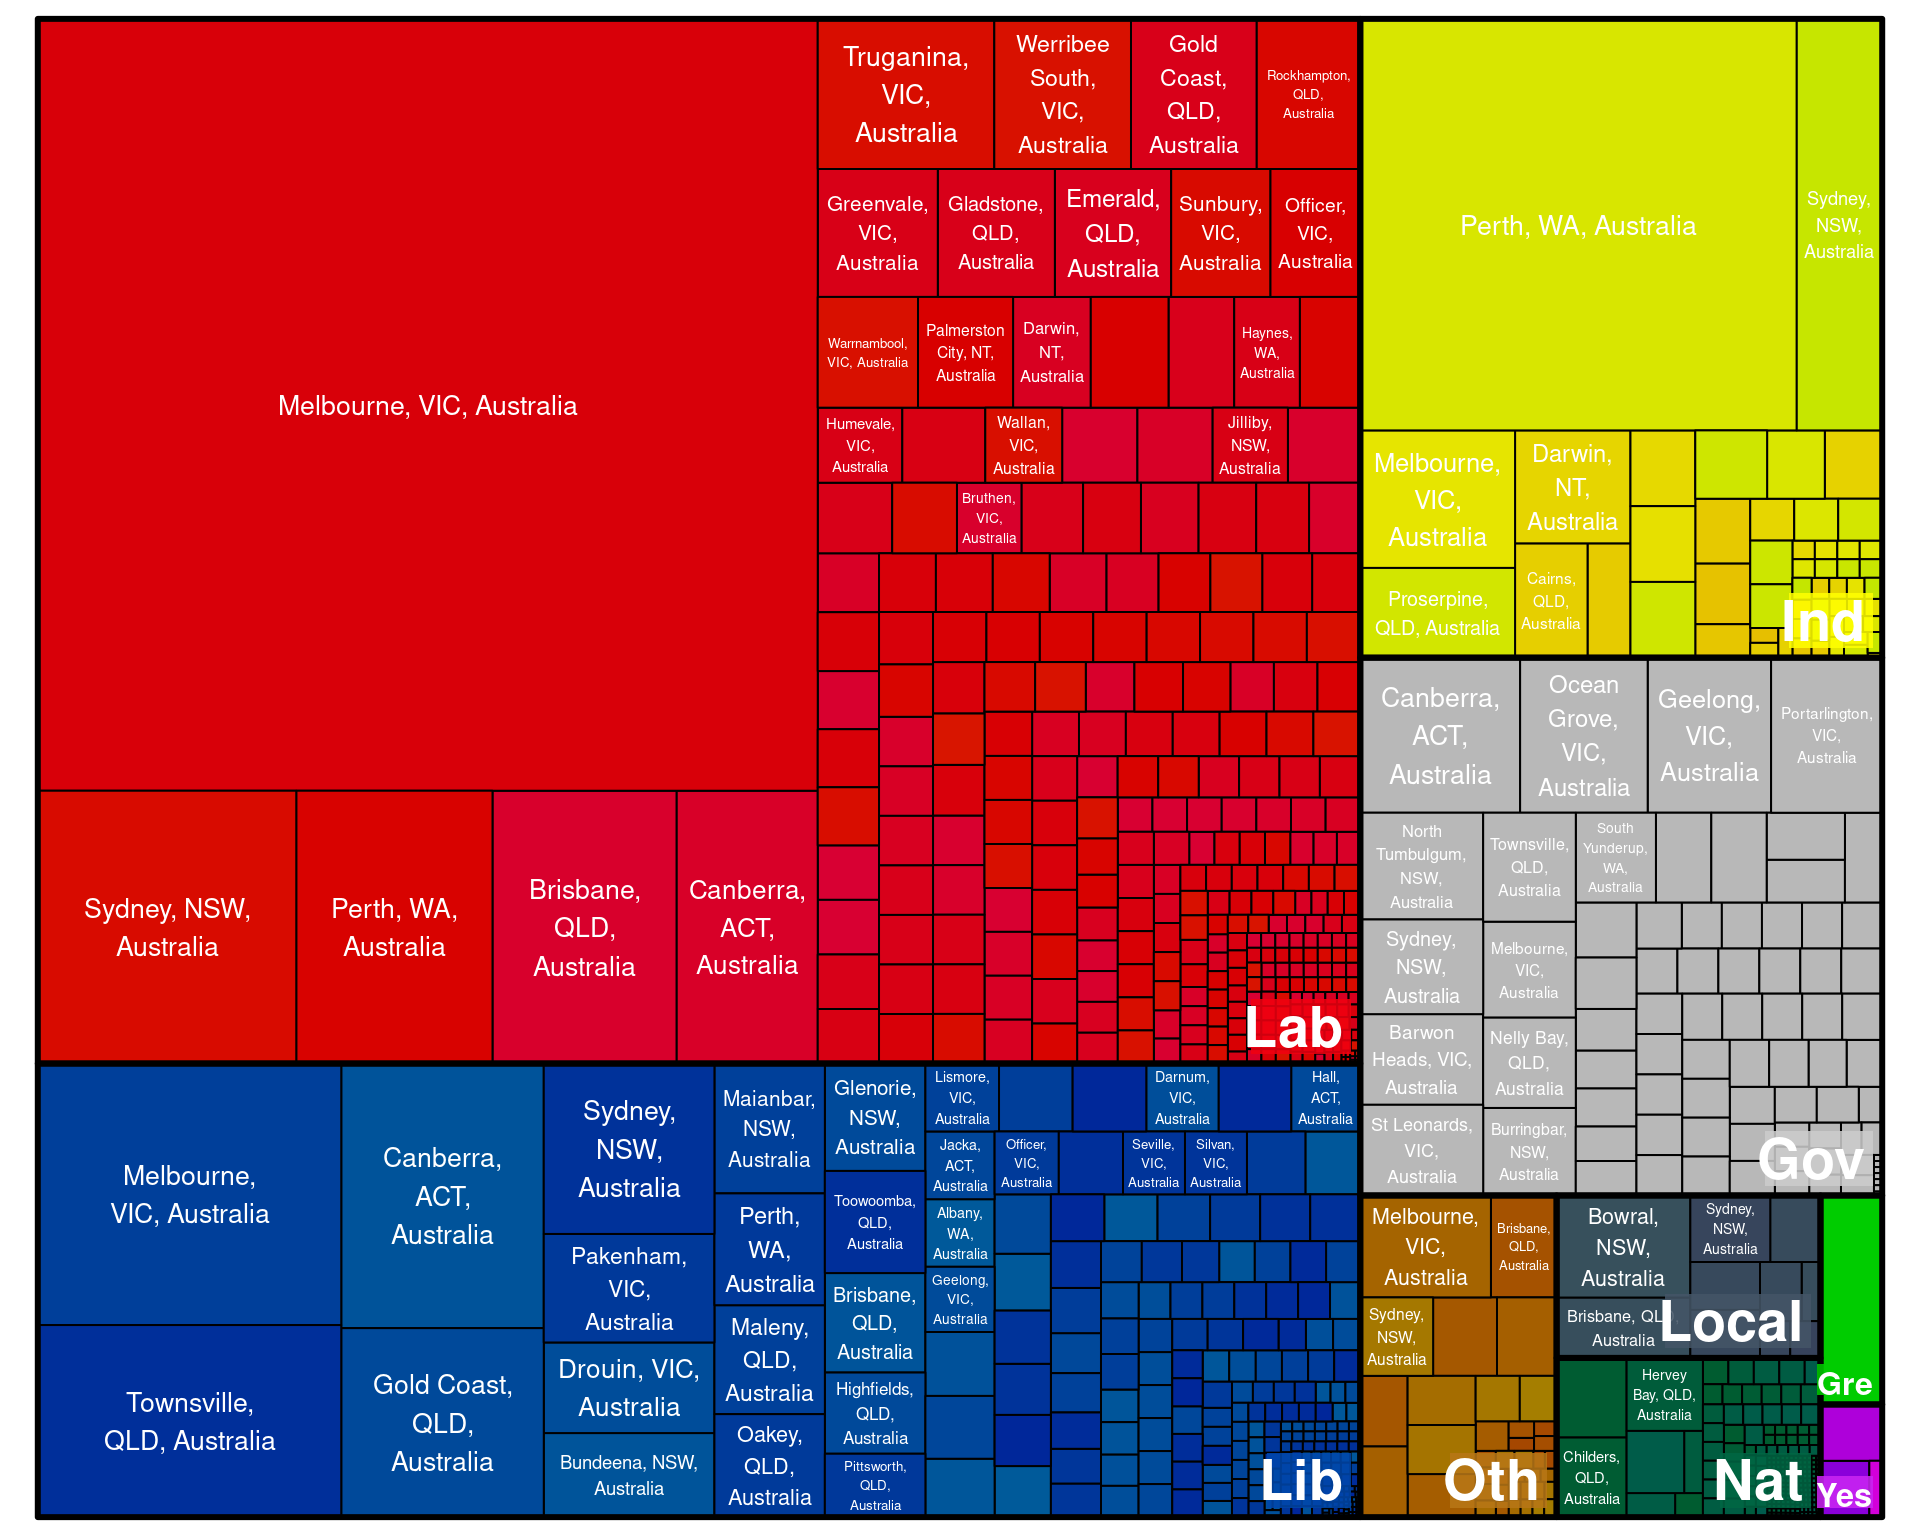 Melbourne, VIC, Australia
Sydney, NSW,
Australia
Perth, WA,
Australia
Brisbane,
QLD,
Australia
Canberra,
ACT,
Australia
Truganina,
VIC,
Australia
Werribee
South,
VIC,
Australia
Gold
Coast,
QLD,
Australia
Rockhampton,
QLD,
Australia
Greenvale,
VIC,
Australia
Gladstone,
QLD,
Australia
Emerald,
QLD,
Australia
Sunbury,
VIC,
Australia
Officer,
VIC,
Australia
Warrnambool,
VIC, Australia
Palmerston
City, NT,
Australia
Darwin,
NT,
Australia
Haynes,
WA,
Australia
Humevale,
VIC,
Australia
Wallan,
VIC,
Australia
Jilliby,
NSW,
Australia
Bruthen,
VIC,
Australia
Lab
Perth, WA, Australia
Sydney,
NSW,
Australia
Melbourne,
VIC,
Australia
Darwin,
NT,
Australia
Proserpine,
QLD, Australia
Cairns,
QLD,
Australia
Ind
Canberra,
ACT,
Australia
Ocean
Grove,
VIC,
Australia
Geelong,
VIC,
Australia
Portarlington,
VIC,
Australia
North
Tumbulgum,
NSW,
Australia
Townsville,
QLD,
Australia
South
Yunderup,
WA,
Australia
Sydney,
NSW,
Australia
Melbourne,
VIC,
Australia
Barwon
Heads, VIC,
Australia
Nelly Bay,
QLD,
Australia
St Leonards,
VIC,
Australia
Burringbar,
NSW,
Australia
Gov
Melbourne,
VIC, Australia
Townsville,
QLD, Australia
Canberra,
ACT,
Australia
Gold Coast,
QLD,
Australia
Sydney,
NSW,
Australia
Pakenham,
VIC,
Australia
Drouin, VIC,
Australia
Bundeena, NSW,
Australia
Maianbar,
NSW,
Australia
Perth,
WA,
Australia
Maleny,
QLD,
Australia
Oakey,
QLD,
Australia
Glenorie,
NSW,
Australia
Toowoomba,
QLD,
Australia
Brisbane,
QLD,
Australia
Highfields,
QLD,
Australia
Pittsworth,
QLD,
Australia
Lismore,
VIC,
Australia
Darnum,
VIC,
Australia
Hall,
ACT,
Australia
Jacka,
ACT,
Australia
Officer,
VIC,
Australia
Seville,
VIC,
Australia
Silvan,
VIC,
Australia
Albany,
WA,
Australia
Geelong,
VIC,
Australia
Lib
Melbourne,
VIC,
Australia
Brisbane,
QLD,
Australia
Sydney,
NSW,
Australia
Oth
Bowral,
NSW,
Australia
Sydney,
NSW,
Australia
Brisbane, QLD,
Australia
Local
Hervey
Bay, QLD,
Australia
Childers,
QLD,
Australia
Nat
Gre
Yes